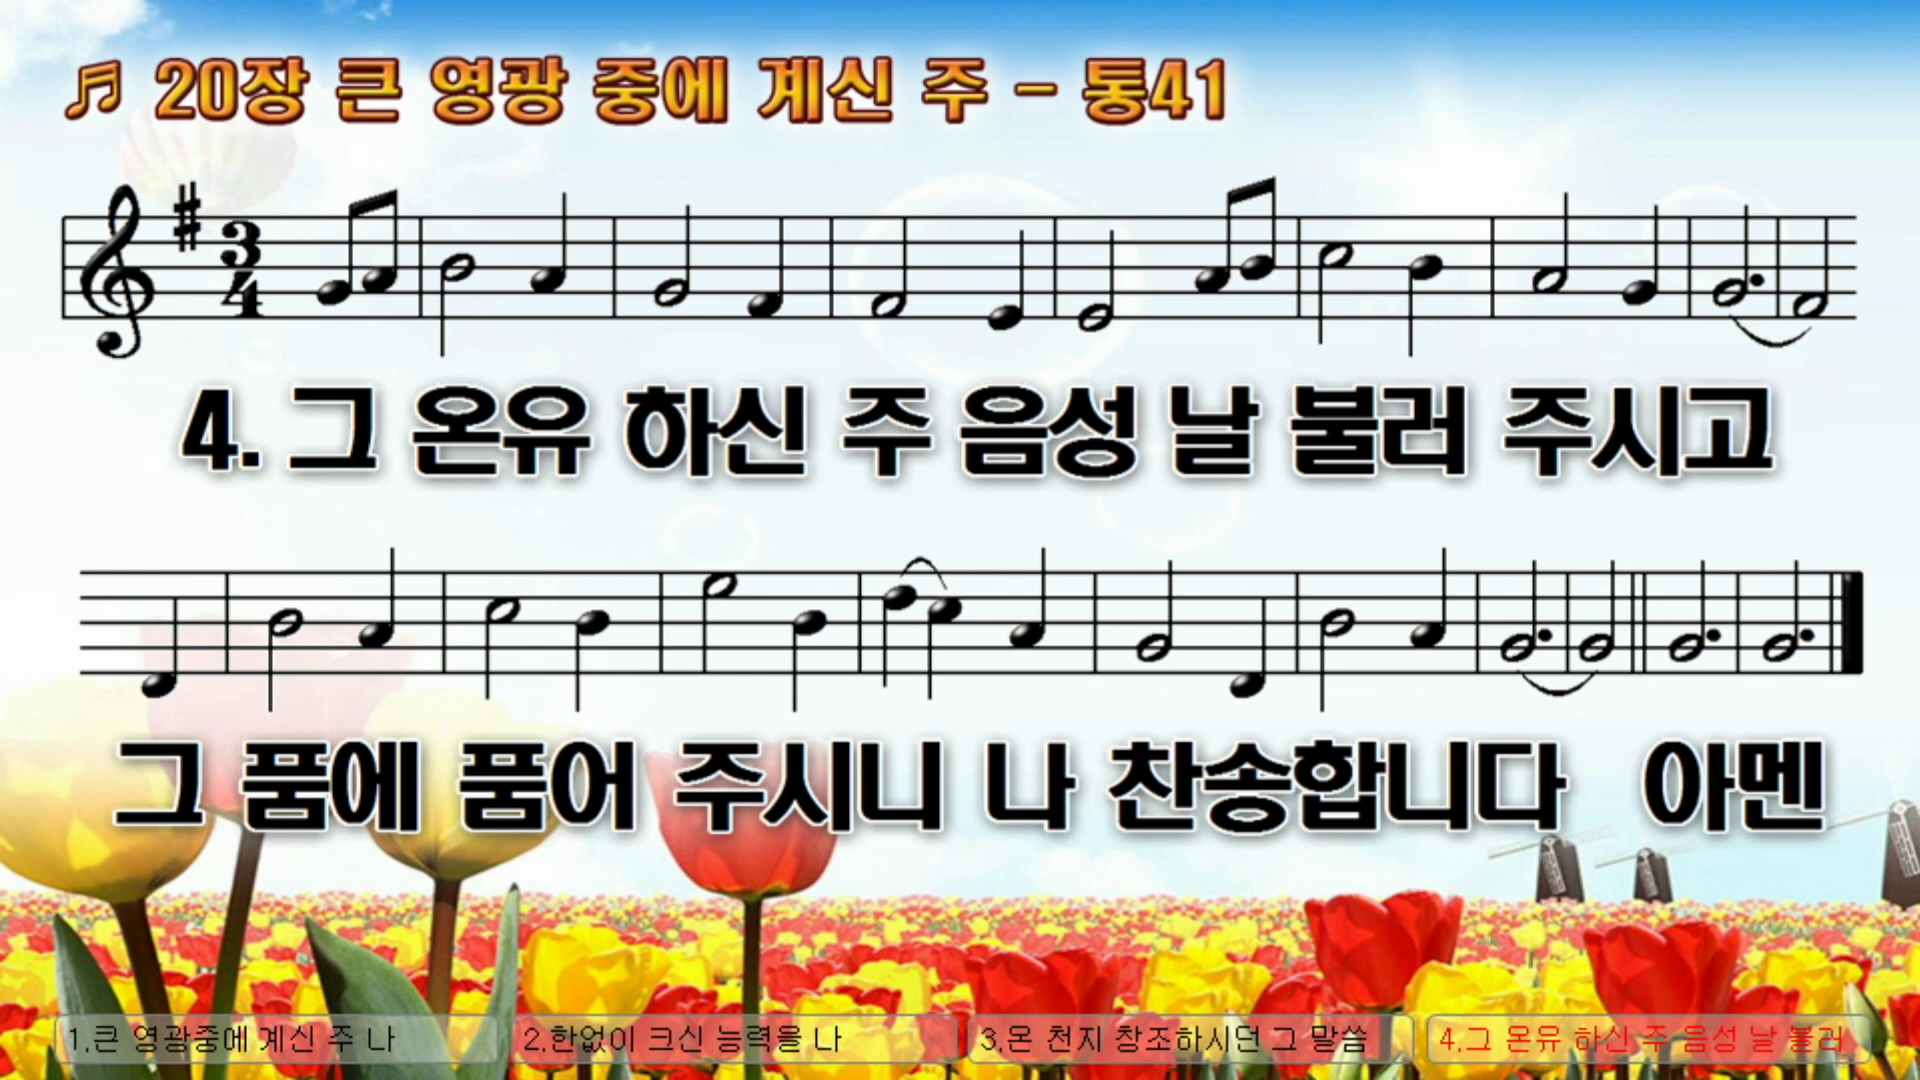 20장 큰 영광 중에 계신 주 - 통41
3
4
4. 그 온유 하신 주 음성 날 불러 주시고
그 품에 품어 주시니 나 찬송합니다 아멘
1.큰 영광중에 계신 주 나
2.한없이 크신 능력을 나
3.온 천지 창조하시던 그 말씀
4.그 온유 하신 주 음성 날 불러